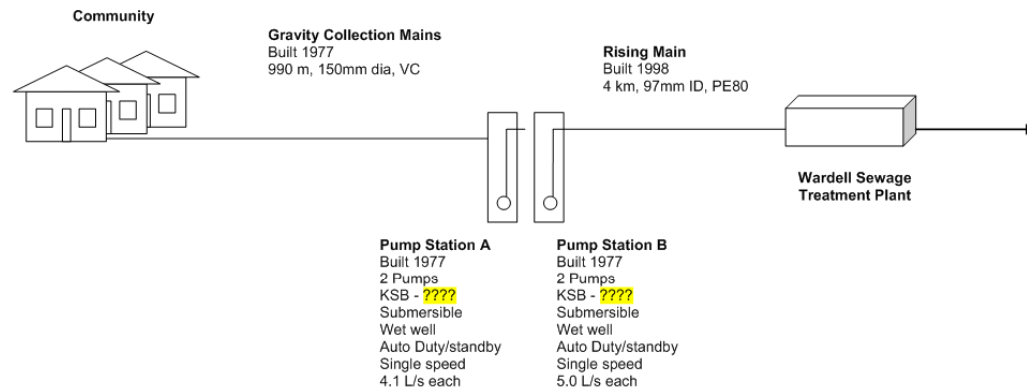 Community
Gravity Collection Mains
Built 1977
990 m, 150mm dia, VC
Rising Main
Built 1998
4 km, 97mm ID, PE80
Wardell Sewage
Treatment Plant
Pump Station A
Built 1977
2 Pumps
KSB - ????
Submersible
Wet well
Auto Duty/standby
Single speed
4.1 L/s each
Pump Station B
Built 1977
2 Pumps
KSB - ????
Submersible
Wet well
Auto Duty/standby
Single speed
5.0 L/s each